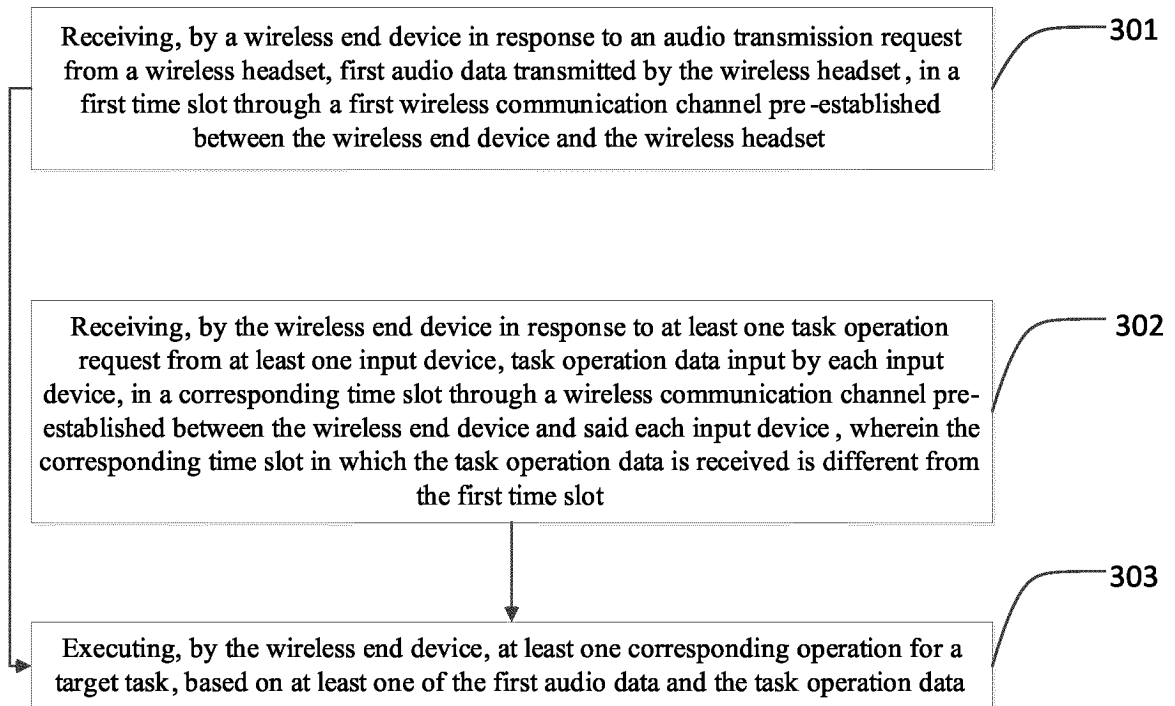 Receiving, by a wireless end device in response to an audio transmission request
from a wireless headset, first audio data transmitted by the wireless headset, in a
first time slot through a first wireless communication channel pre-established
between the wireless end device and the wireless headset
301
Receiving, by the wireless end device in response to at least one task operation
request from at least one input device, task operation data input by each input
device, in a corresponding time slot through a wireless communication channel pre-
established between the wireless end device and said each input device, wherein the
corresponding time slot in which the task operation data is received is different from
the first time slot
302
Executing, by the wireless end device, at least one corresponding operation for a
target task, based on at least one of the first audio data and the task operation data
303